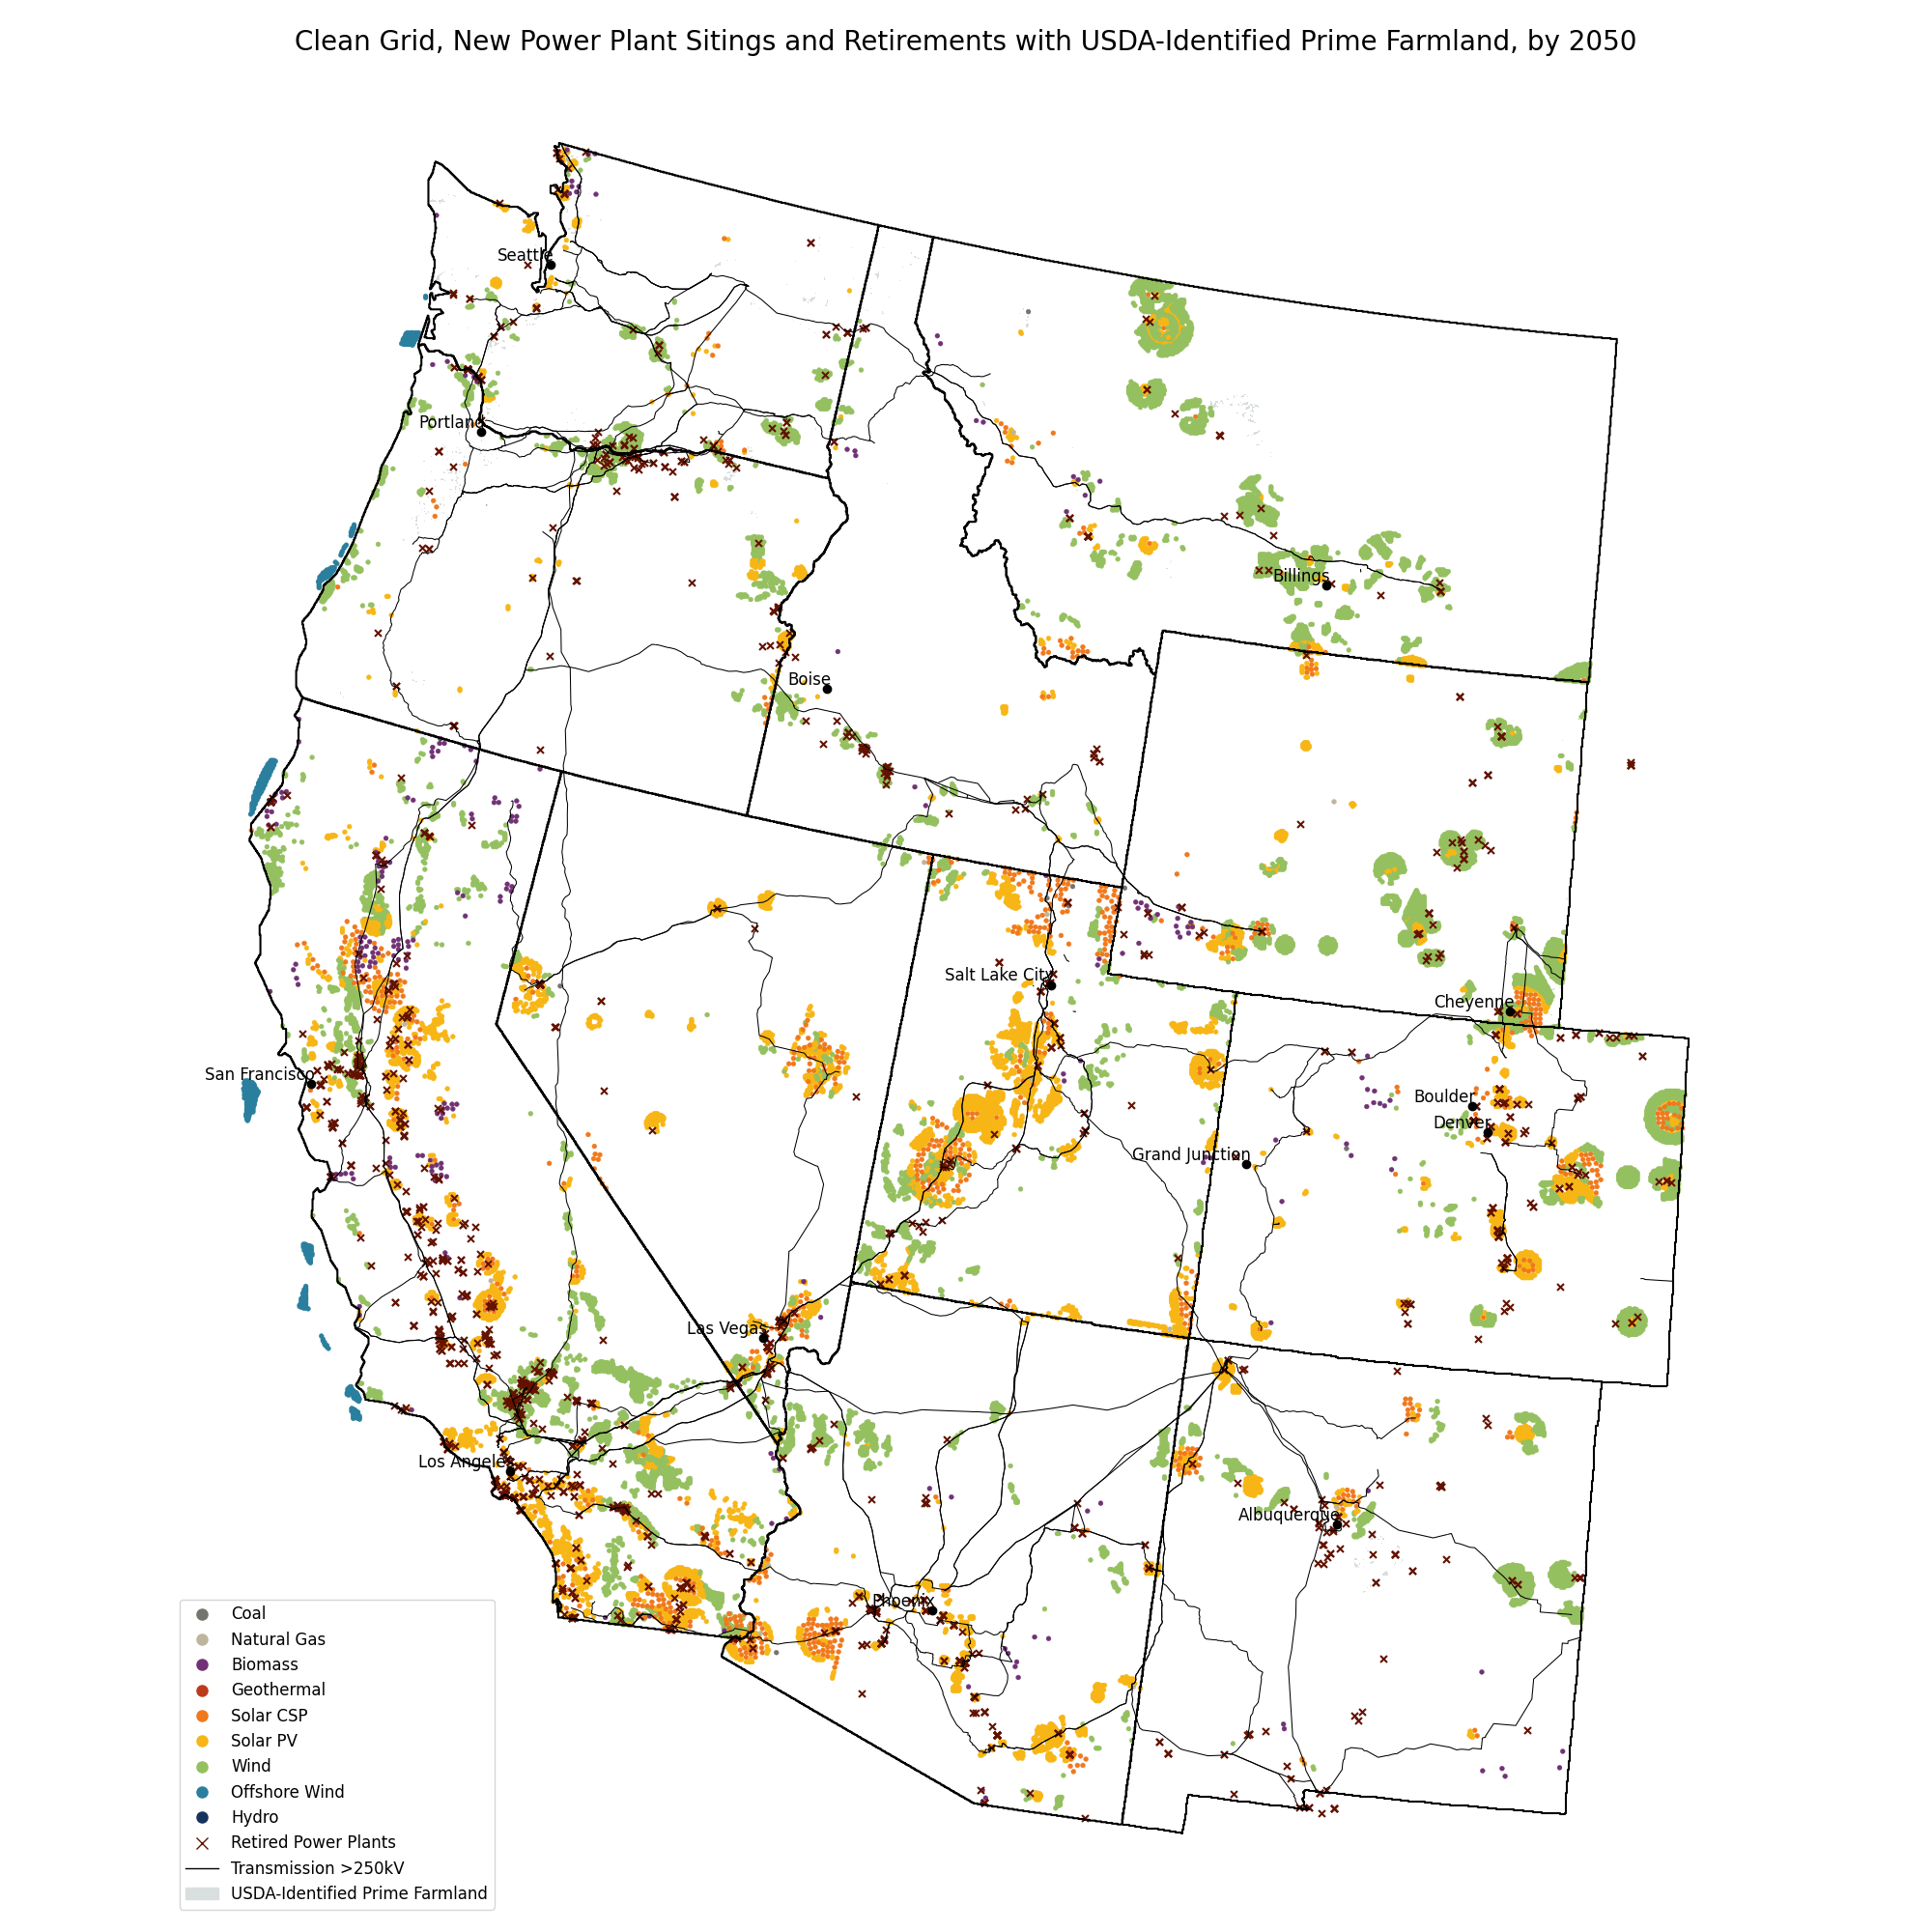 Clean Grid, New Power Plant Sitings and Retirements with USDA-Identified Prime Farmland, by 2050
Seattle
Portland
Billings
Boise
Salt Lake City
Cheyenne
San Francisco
Boulder
Denver
Grand Junction
Las Vegas
Los Angeles
Albuquerque
Phoenix
Coal
Natural Gas
Biomass
Geothermal
Solar CSP
Solar PV
Wind
Offshore Wind
Hydro
Retired Power Plants
Transmission >250kV
USDA-Identified Prime Farmland